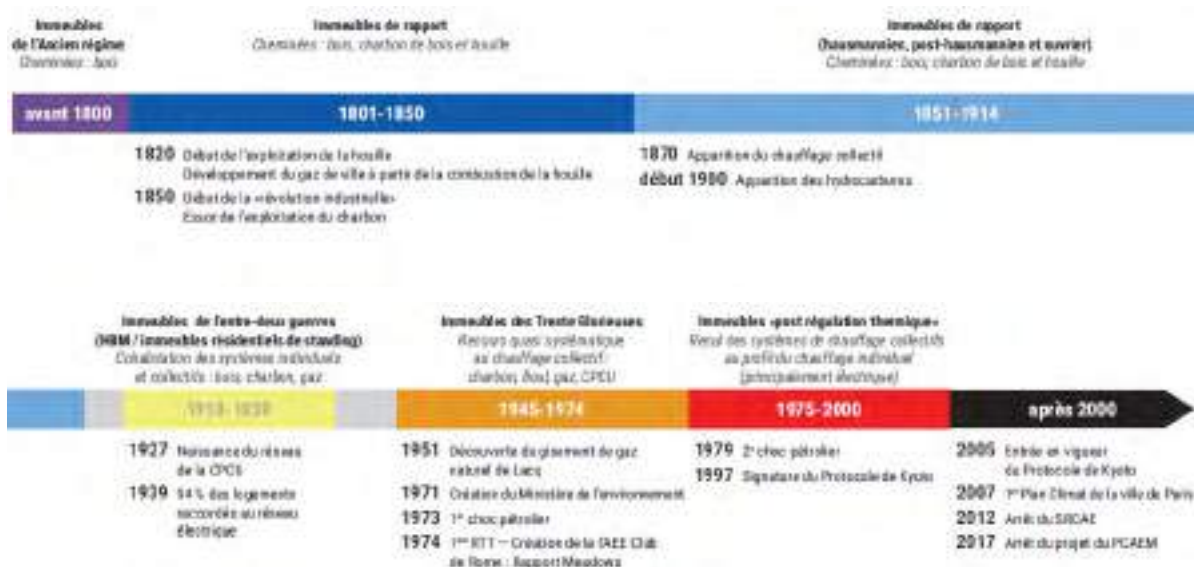 Immeubles
de l'Ancien régime
Cheminées : bois
Immeubles de rapport
Cheminées : bois, charbon de bois et houille
Immeubles de rapport
(hausmannien, post-hausmannien et ouvrier)
Cheminées : bois, charbon de bois et houille
avant 1800
1801-1850
1851-1914
1820 Début de l'exploitation de la houille
Développement du gaz de ville à partir de la combustion de la houille
1850 Début de la «révolution industrielle»
Essor de l'exploitation du charbon
1870 Apparition du chauffage collectif
début 1900 Apparition des hydrocarbures
Immeubles de l'entre-deux guerres
(HBM / immeubles résidentiels de standing)
Cohabitation des systèmes individuels
et collectifs : bois, charbon, gaz
Immeubles des Trente Glorieuses
Recours quasi systématique
au chauffage collectif :
charbon, fioul, gaz, CPCU
Immeubles «post régulation thermique»
Recul des systèmes de chauffage collectifs
au profit du chauffage individuel
(principalement électrique)
1945-1974
1975-2000
après 2000
1927 Naissance du réseau
de la
1939 94 % des logements
raccordés au réseau
électrique
1951 Découverte du gisement de gaz
naturel de Lacq
1971 Création du Ministère de l'environnement
1973 1er choc pétrolier
1974 1ère RTT – Création de la Club
de Rome : Rapport Meadows
1979 2e choc pétrolier
1997 Signature du Protocole de Kyoto
2005 Entrée en vigueur
du Protocole de Kyoto
2007 1er Plan Climat de la ville de Paris
2012 Arrêt du SRCAE
2017 Arrêt du projet du PCAEM